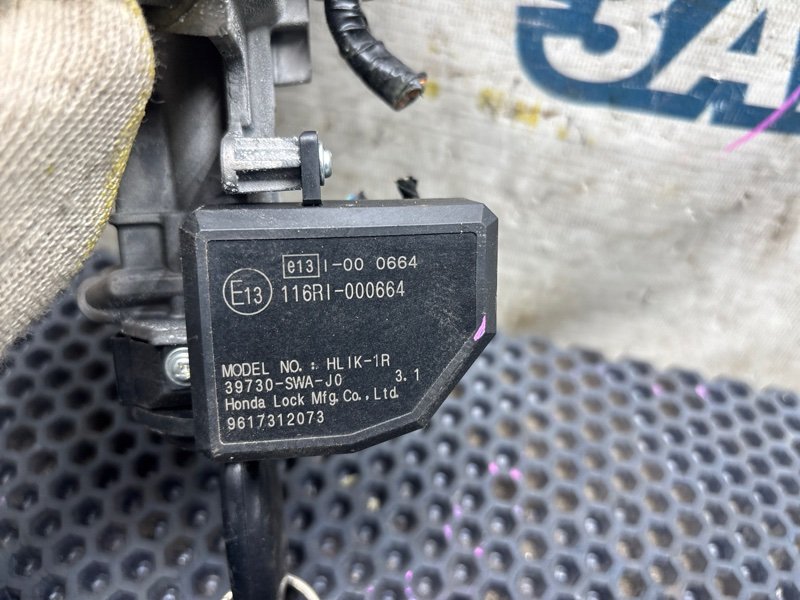 ЗА
e13 I-00 0664
E13 116RI-000664
MODEL NO.: HLIK-1R
39730-SWA-J0 3.1
Honda Lock Mfg. Co., Ltd.
9617312073